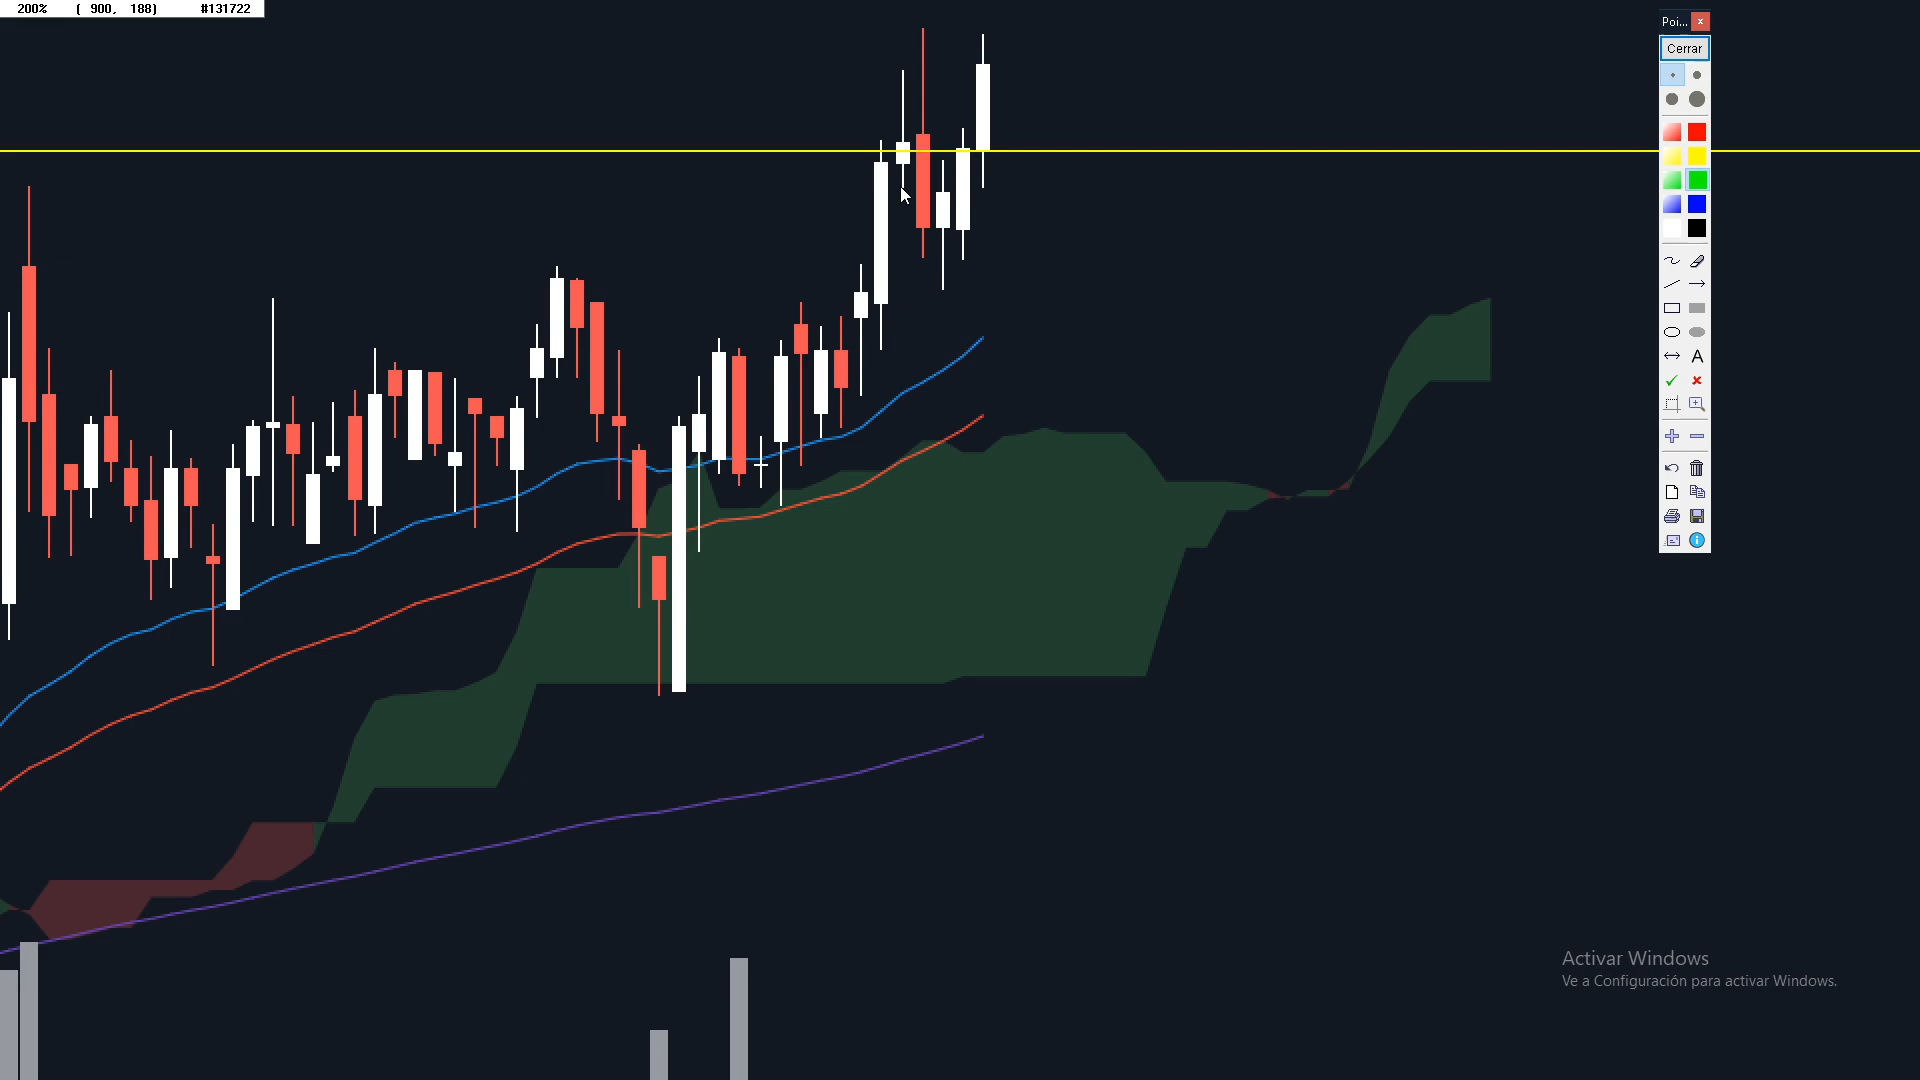 200% ( 900, 188) #131722
Poi...
Cerrar
A
Activar Windows
Ve a Configuración para activar Windows.